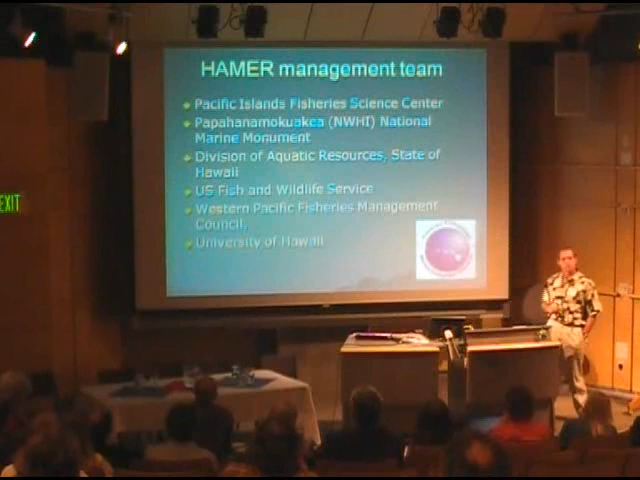 HAMER management team
Pacific Islands Fisheries Science Center
Papahanamokuakea (NWHI) National
Marine Monument
Division of Aquatic Resources, State of
Hawaii
US Fish and Wildlife Service
Western Pacific Fisheries Management
Council,
University of Hawaii
EXIT